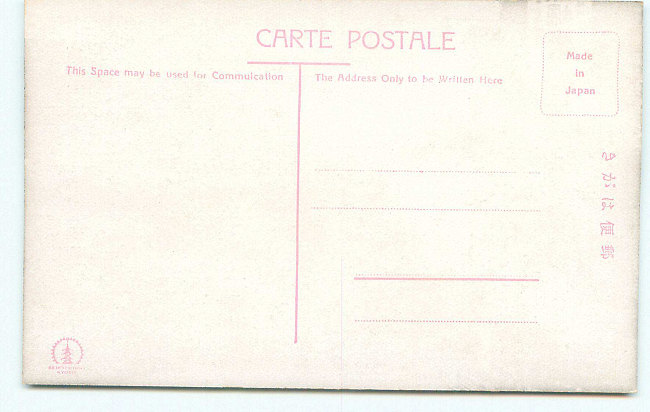 CARTE POSTALE
This Space may be used for Commuication
The Address Only to be Written Here
Made
in
Japan
きがは便郵
KYOTO